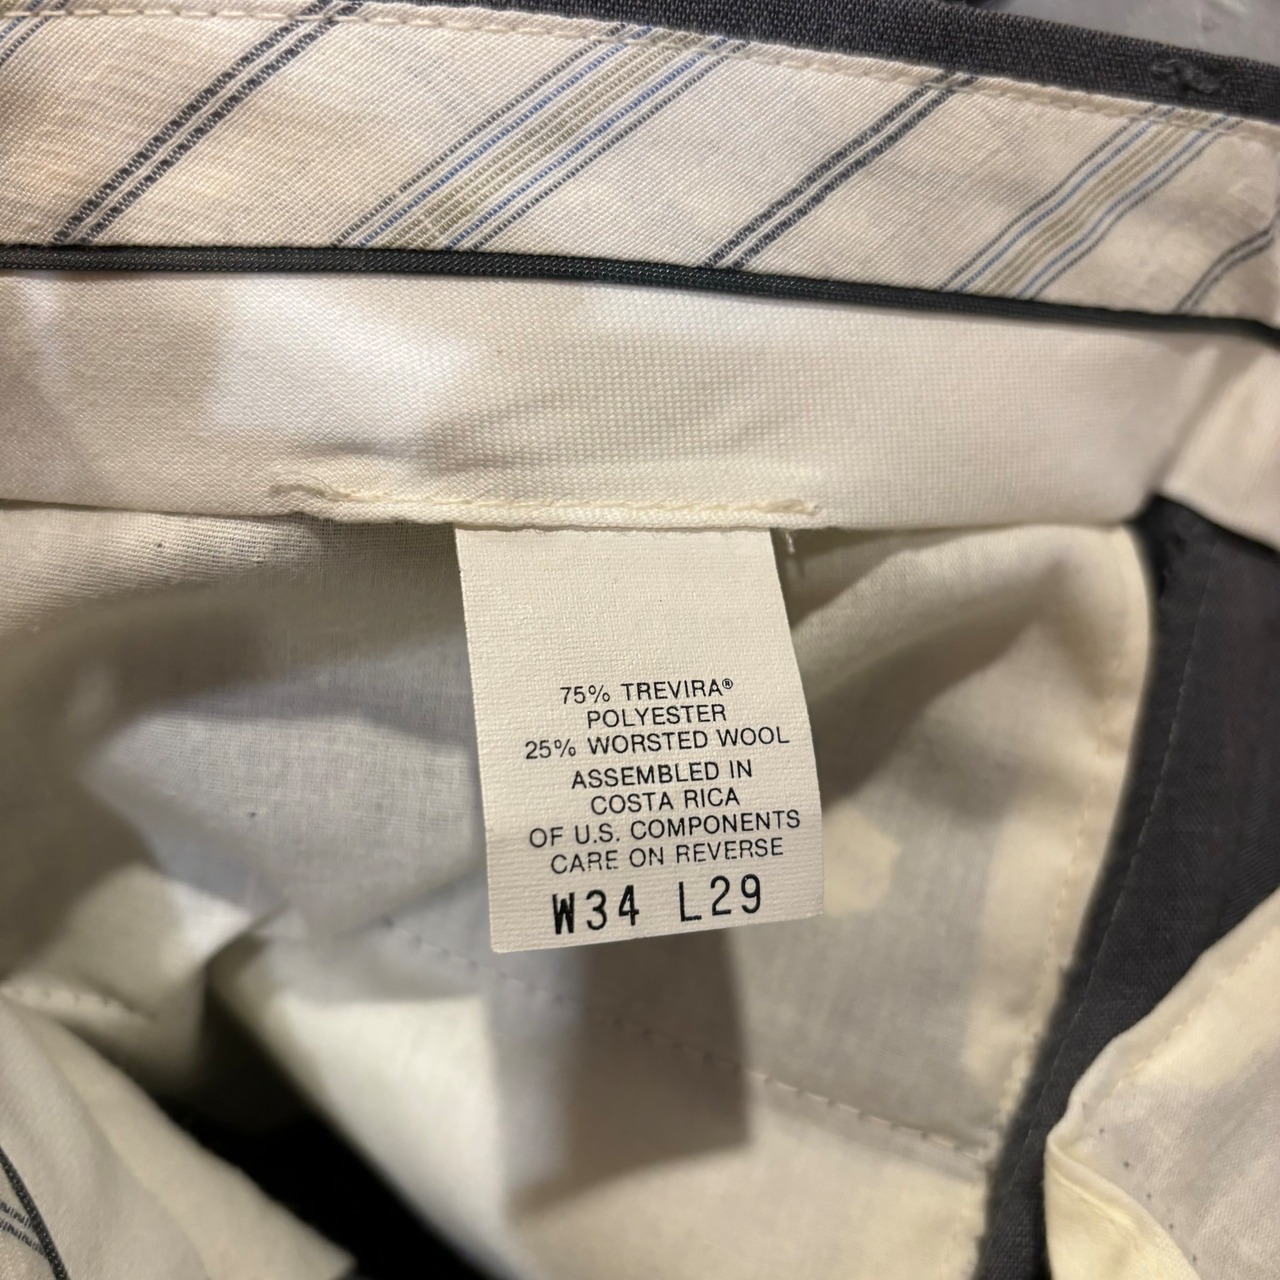 75% TREVIRA®
POLYESTER
25% WORSTED WOOL
ASSEMBLED IN
COSTA RICA
OF U.S. COMPONENTS
CARE ON REVERSE
W34 L29